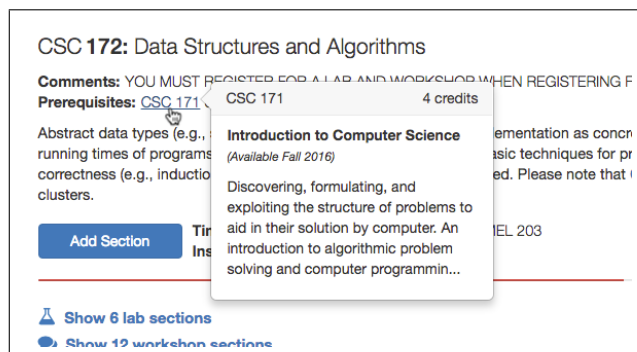 CSC 172: Data Structures and Algorithms
Comments: YOU MUST REGISTER FOR A LAB AND WORKSHOP WHEN REGISTERING F
Prerequisites: CSC 171
CSC 171 4 credits
Introduction to Computer Science
(Available Fall 2016)
Discovering, formulating, and
exploiting the structure of problems to
aid in their solution by computer. An
introduction to algorithmic problem
solving and computer programmin...
Abstract data types (e.g., ementation as concre
running times of programs asic techniques for pr
correctness (e.g., inductio ed. Please note that
clusters.
Add Section
Tin MEL 203
Ins
Show 6 lab sections
Show 12 workshop sections